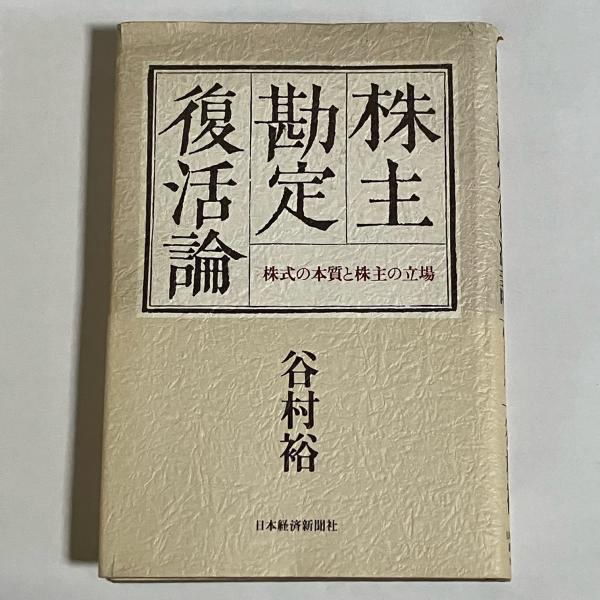 株主
勘定
復活論
株式の本質と株主の立場
谷村裕
日本経済新聞社